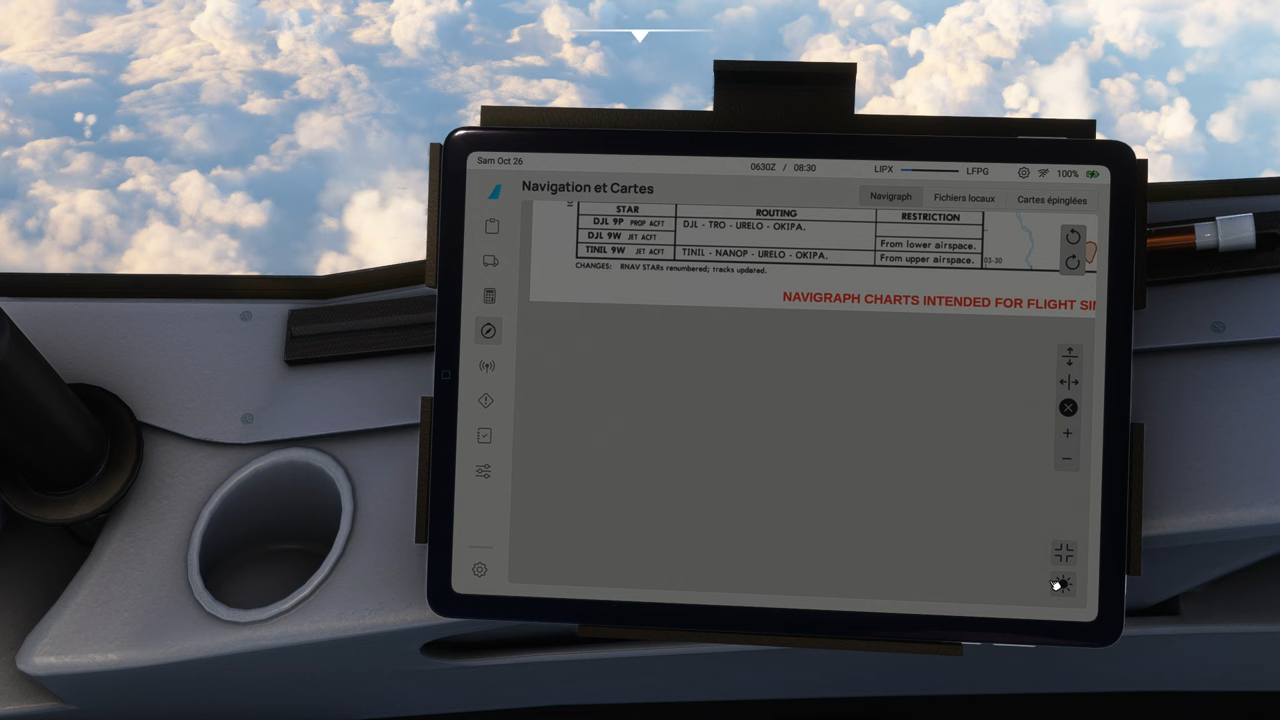 Sam Oct 26
0630Z / 08:30
LIPX
LFPG
100%
Navigation et Cartes
Navigraph
Fichiers locaux
Cartes épinglées
STAR
ROUTING
RESTRICTION
DJL 9P PROP ACFT
DJL - TRO - URELO - OKIPA.
DJL 9W JET ACFT
From lower airspace.
TINIL 9W JET ACFT
TINIL - NANOP - URELO - OKIPA.
From upper airspace.
03-30
CHANGES: RNAV STARs renumbered; tracks updated.
NAVIGRAPH CHARTS INTENDED FOR FLIGHT